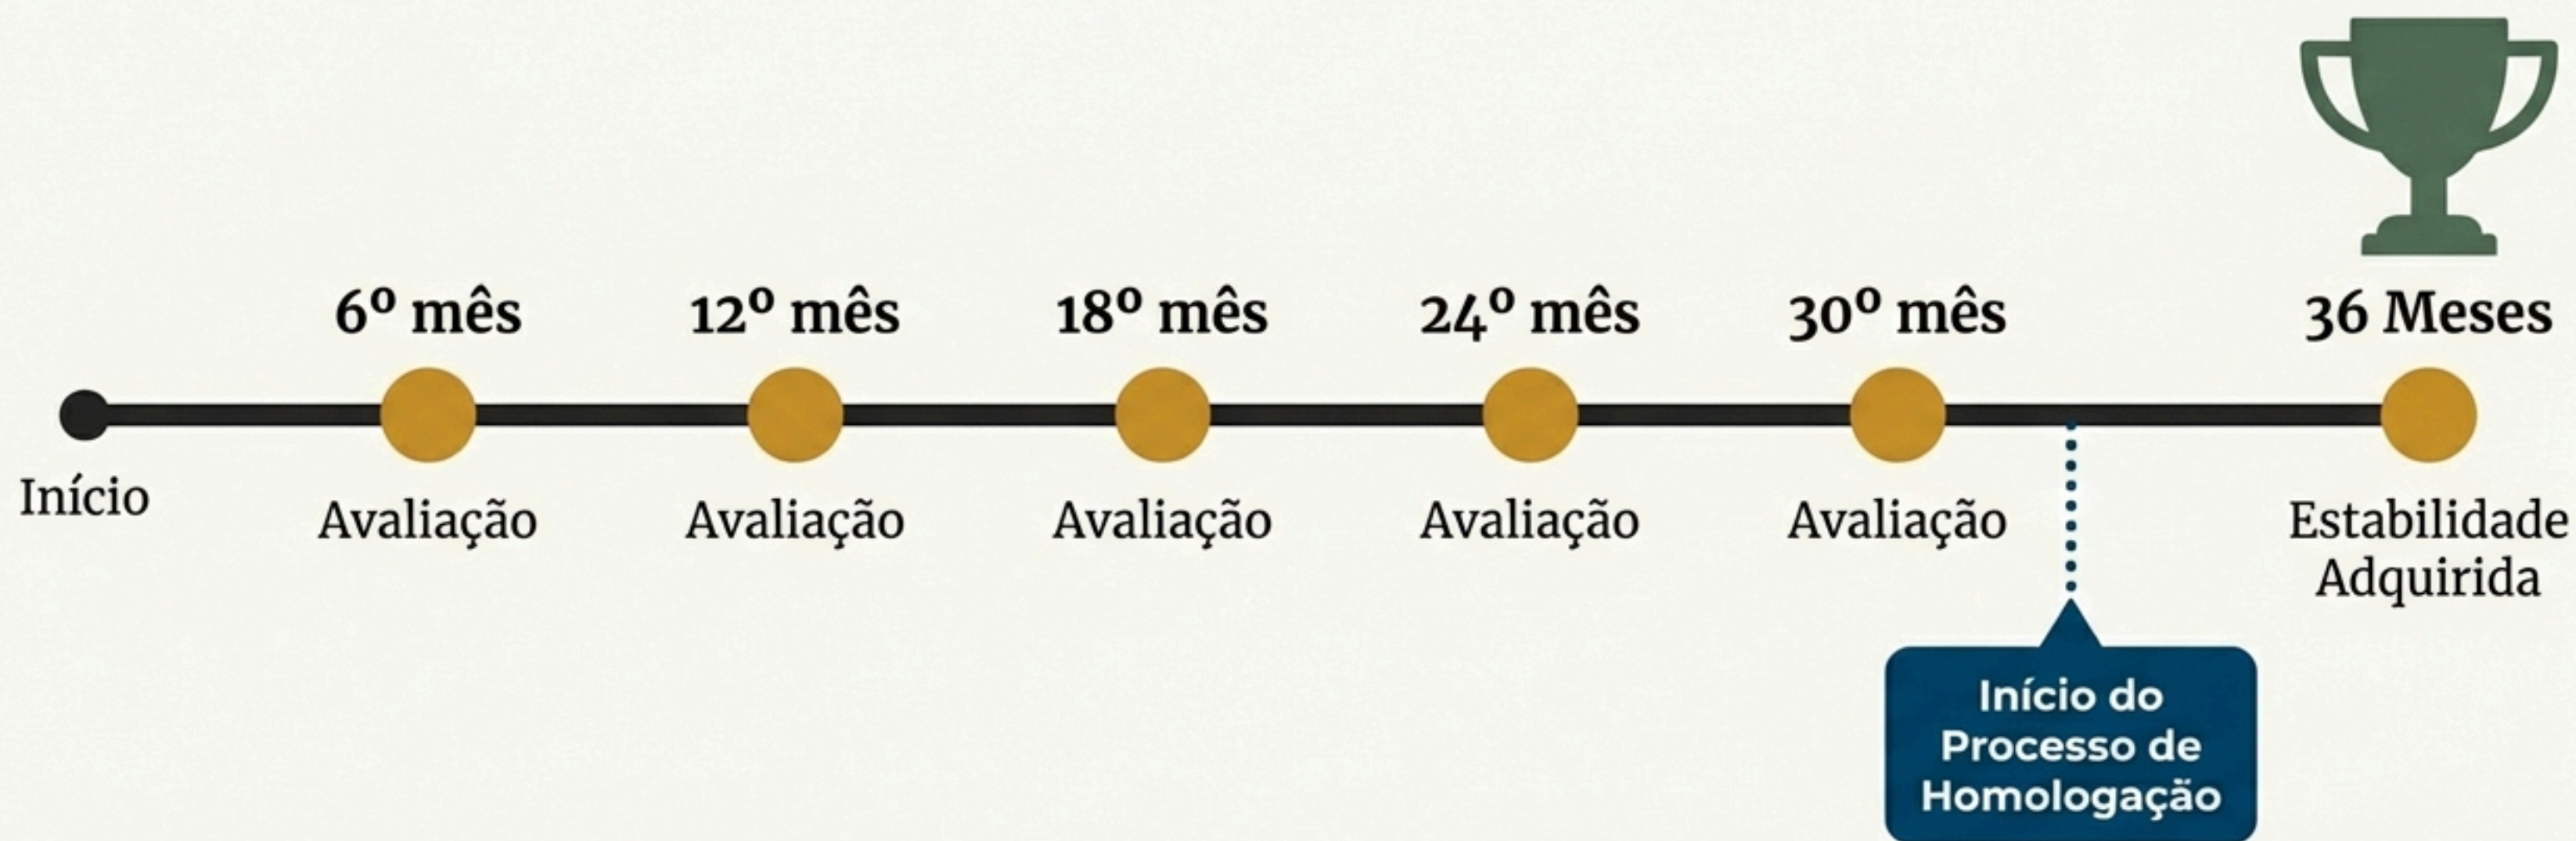 6º mês
12º mês
18º mês
24º mês
30º mês
36 Meses
Início
Avaliação
Avaliação
Avaliação
Avaliação
Avaliação
Estabilidade
Adquirida
Início do
Processo de
Homologação